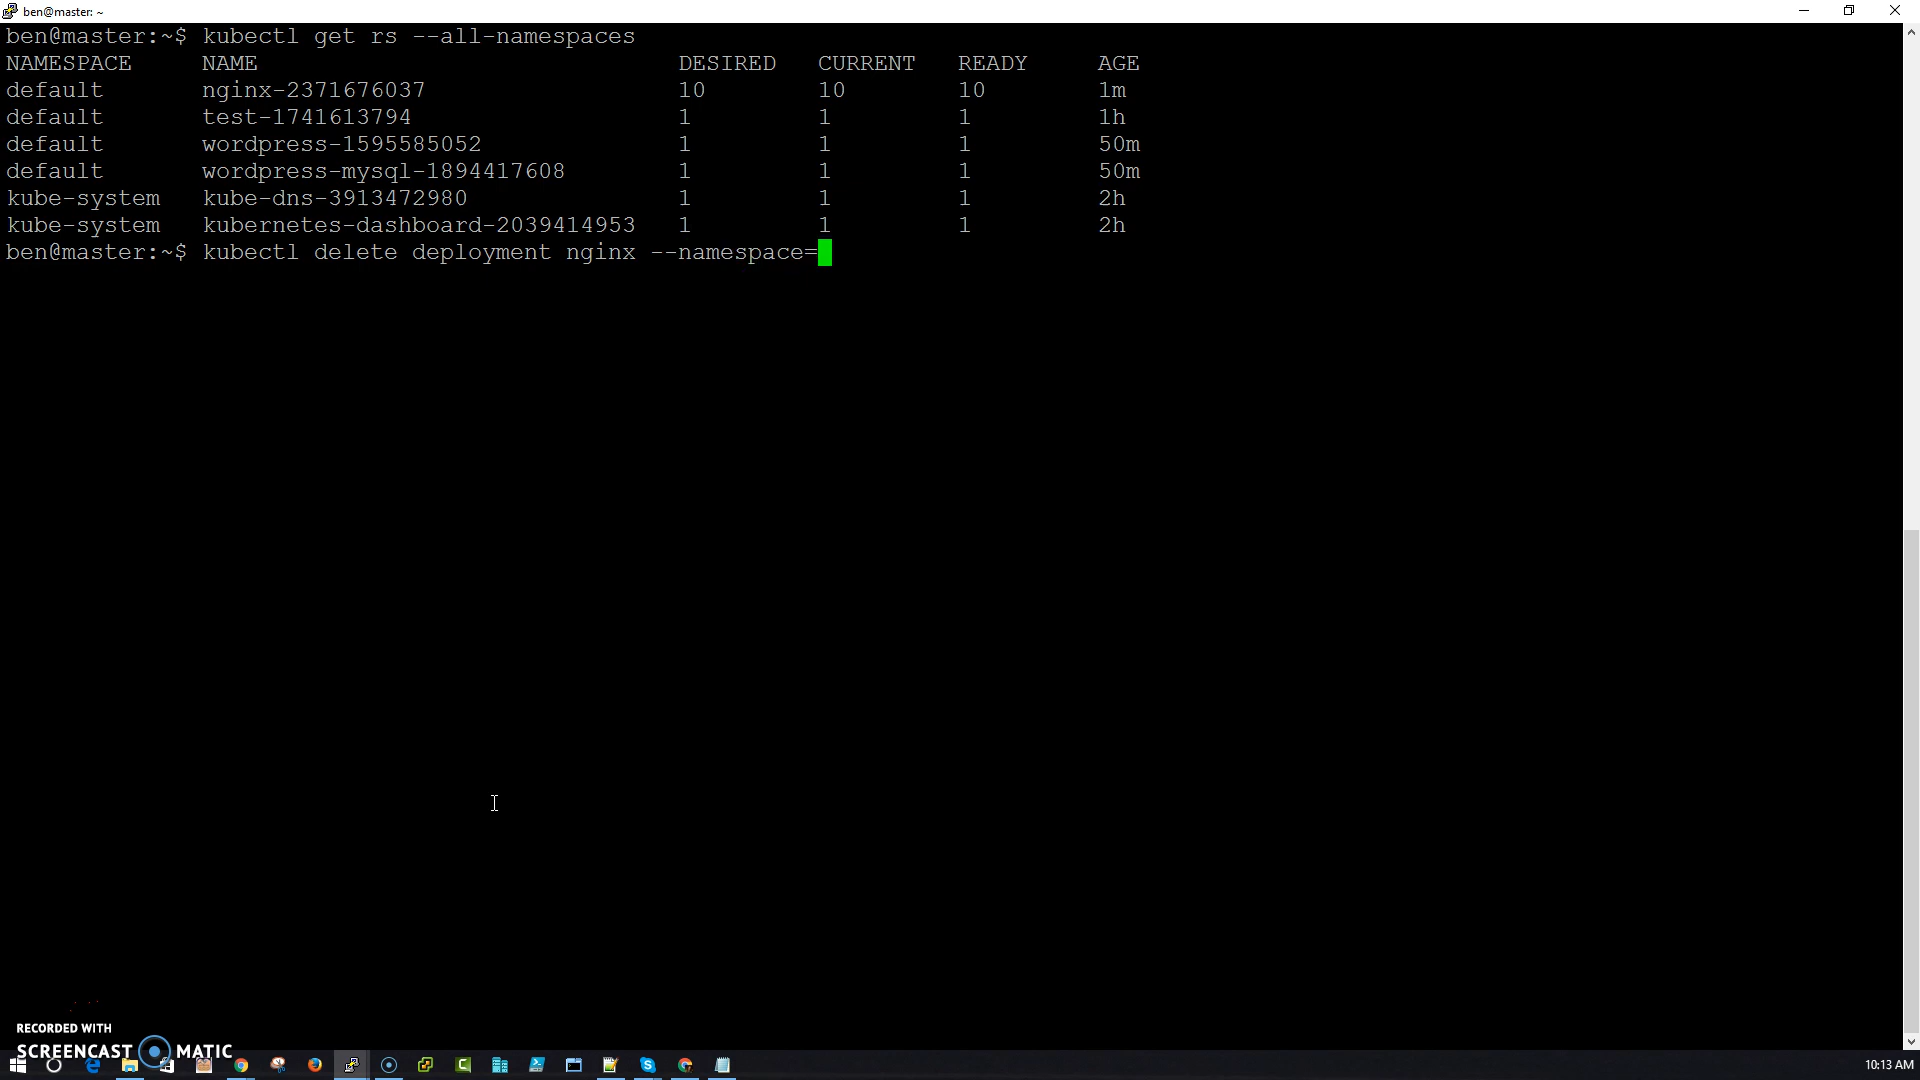 ben@master: ~
ben@master:~$ kubectl get rs --all-namespaces
NAMESPACE NAME DESIRED CURRENT READY AGE
default nginx-2371676037 10 10 10 1m
default test-1741613794 1 1 1 1h
default wordpress-1595585052 1 1 1 50m
default wordpress-mysql-1894417608 1 1 1 50m
kube-system kube-dns-3913472980 1 1 1 2h
kube-system kubernetes-dashboard-2039414953 1 1 1 2h
ben@master:~$ kubectl delete deployment nginx --namespace=
RECORDED WITH
SCREENCAST MATIC
10:13 AM